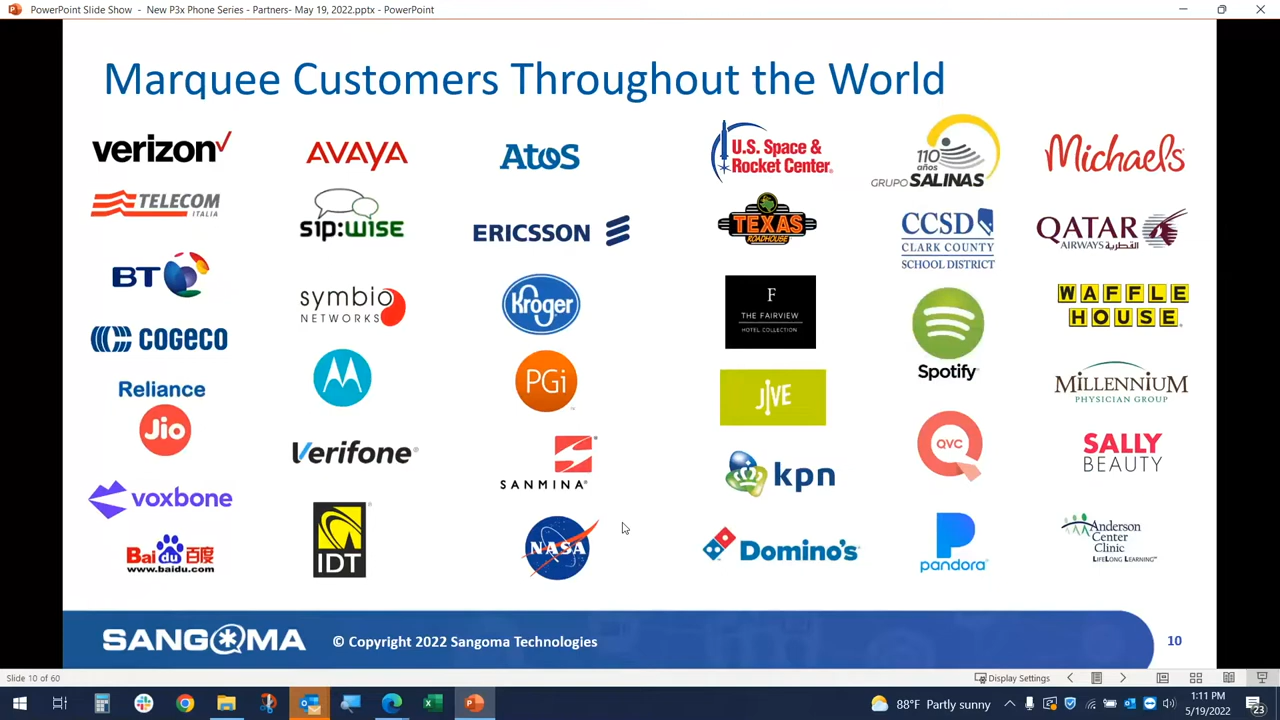 PowerPoint Slide Show - New P3x Phone Series - Partners- May 19, 2022.pptx - PowerPoint
Marquee Customers Throughout the World
verizon
AVAYA
Atos
U.S. Space &
Rocket Center.
110
años
GRUPO SALINAS
Michaels
TELECOM
ITALIA
sip:wise
ERICSSON
TEXAS
ROADHOUSE
CCSD
CLARK COUNTY
SCHOOL DISTRICT
QATAR
AIRWAYS القطرية
BT
symbio
NETWORKS
Kroger
F
THE FAIRVIEW
HOTEL COLLECTION
Spotify
WAFFLE
HOUSE
COGECO
PGi
JIVE
MILLENNIUM
PHYSICIAN GROUP
Reliance
Jio
Verifone
SANMINA
kpn
QVC
SALLY
BEAUTY
voxbone
IDT
NASA
Domino's
pandora
Anderson
Center
Clinic
LIFELONG LEARNING
Bai du 百度
www.baidu.com
SANGOMA
© Copyright 2022 Sangoma Technologies
10
Slide 10 of 60
Display Settings
88°F Partly sunny
1:11 PM
5/19/2022
23